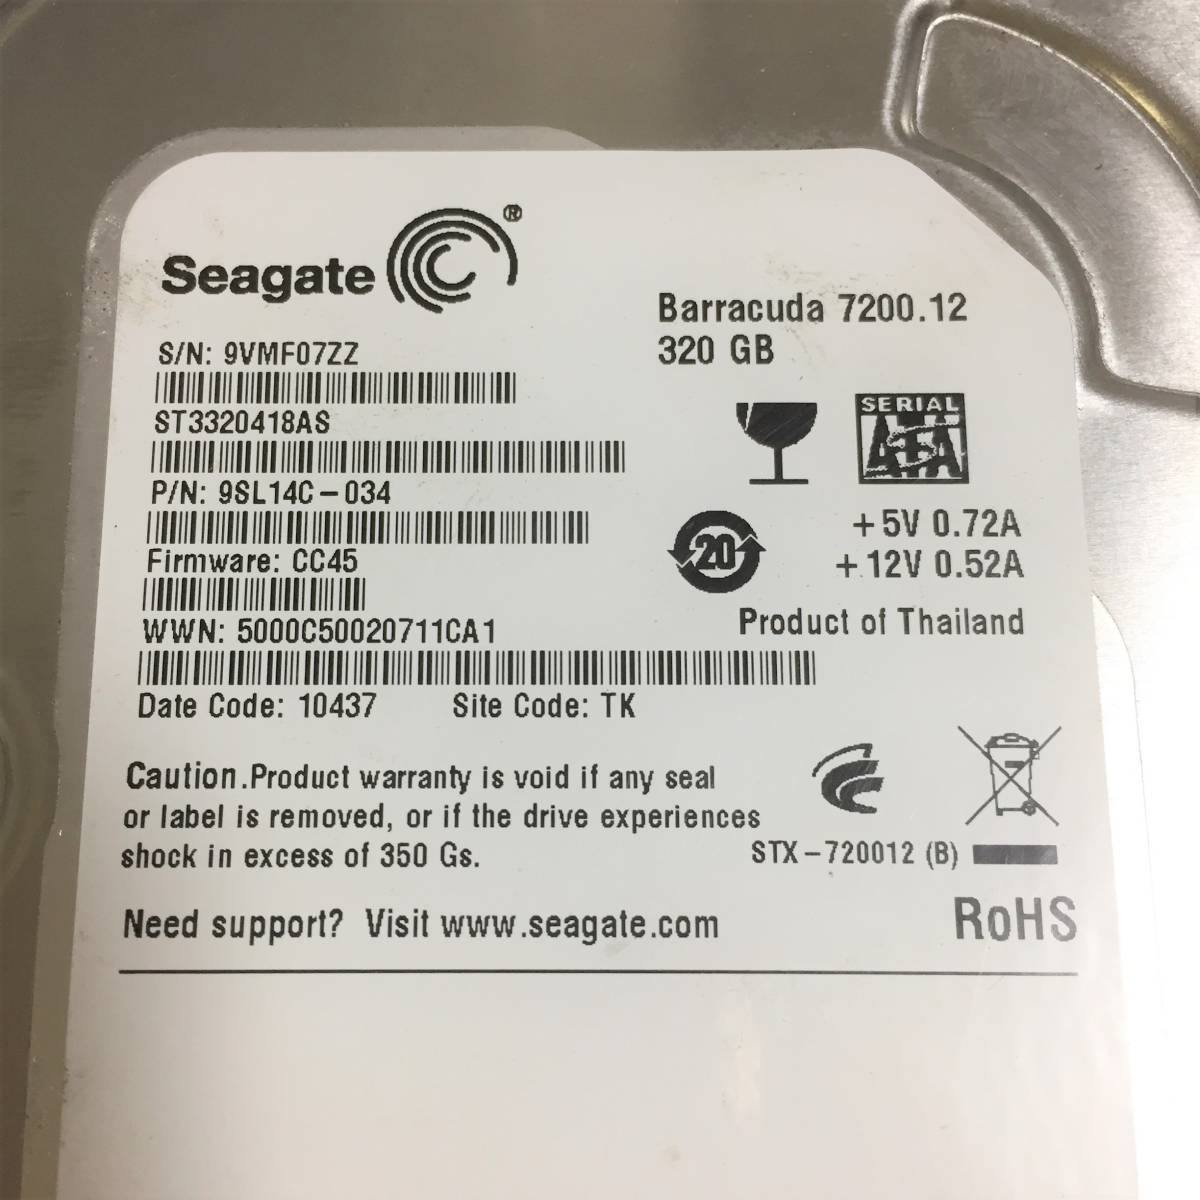 Seagate®
Barracuda 7200.12
320 GB
S/N: 9VMF07ZZ
ST3320418AS
P/N: 9SL14C-034
Firmware: CC45
WWN: 5000C50020711CA1
Date Code: 10437 Site Code: TK
SERIAL
ATA
20
+5V 0.72A
+.12V 0.52A
Product of Thailand
Caution.Product warranty is void if any seal
or label is removed, or if the drive experiences
shock in excess of 350 Gs.
STX-720012 (B)
Need support? Visit www.seagate.com
RoHS